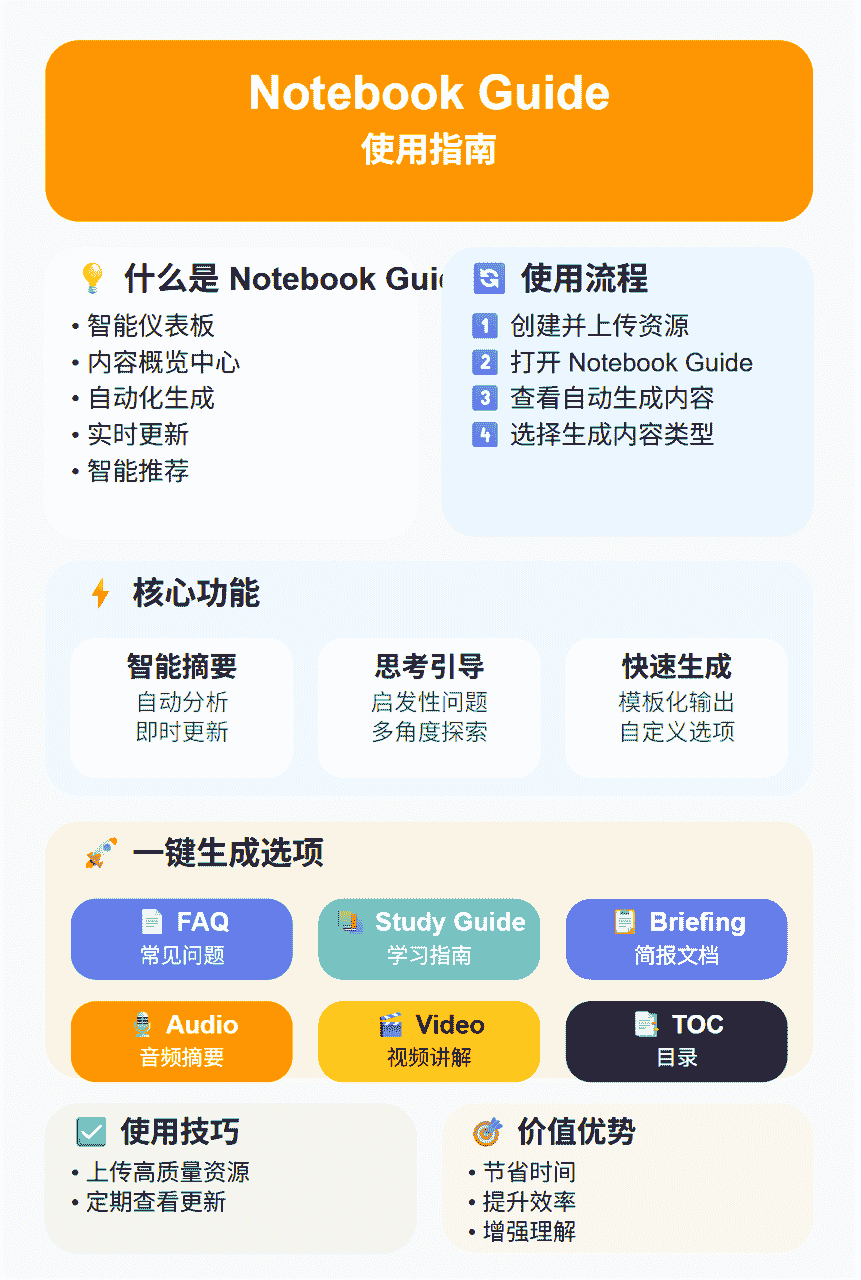 Notebook Guide
使用指南
💡 什么是 Notebook Gui
• 智能仪表板
• 内容概览中心
• 自动化生成
• 实时更新
• 智能推荐
🔄 使用流程
1️⃣ 创建并上传资源
2️⃣ 打开 Notebook Guide
3️⃣ 查看自动生成内容
4️⃣ 选择生成内容类型
⚡ 核心功能
智能摘要
自动分析
即时更新
思考引导
启发性问题
多角度探索
快速生成
模板化输出
自定义选项
🚀 一键生成选项
📄 FAQ
常见问题
📚 Study Guide
学习指南
📋 Briefing
简报文档
🎙️ Audio
音频摘要
🎬 Video
视频讲解
📑 TOC
目录
✅ 使用技巧
• 上传高质量资源
• 定期查看更新
🎯 价值优势
• 节省时间
• 提升效率
• 增强理解